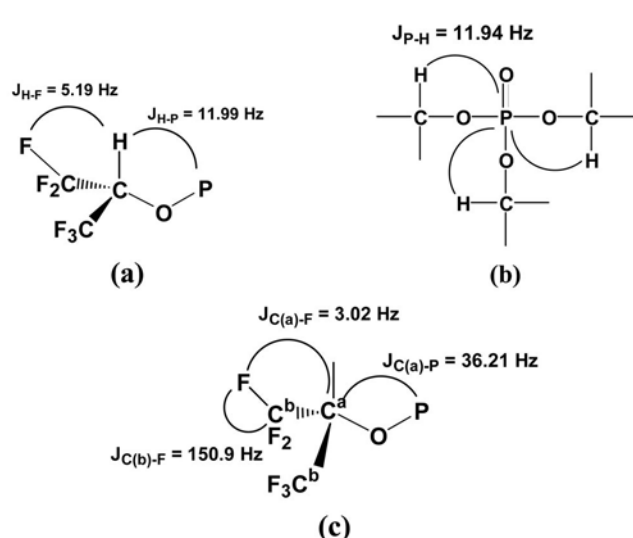 J_H-F = 5.19 Hz
J_H-P = 11.99 Hz
F H
F₂C C P
F₃C O
(a)
J_P-H = 11.94 Hz
H O
C O P O C
O H
H C
(b)
J_C(a)-F = 3.02 Hz
J_C(a)-P = 36.21 Hz
F
C^b C^a P
F₂ O
J_C(b)-F = 150.9 Hz
F₃C^b
(c)